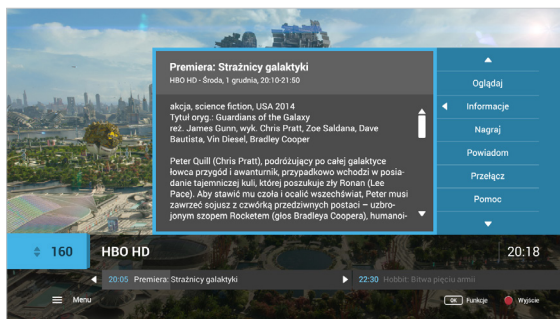 Premiera: Strażnicy galaktyki
HBO HD - Środa, 1 grudnia, 20:10-21:50
akcja, science fiction, USA 2014
Tytuł oryg.: Guardians of the Galaxy
reż. James Gunn, wyk. Chris Pratt, Zoe Saldana, Dave
Bautista, Vin Diesel, Bradley Cooper
Peter Quill (Chris Pratt), podróżujący po całej galaktyce
łowca przygód i awanturnik, przypadkowo wchodzi w posia-
danie tajemniczej kuli, której poszukuje zły Ronan (Lee
Pace). Aby stawić mu czoła i ocalić wszechświat, Peter musi
zawrzeć sojusz z czwórką przedziwnych postaci – uzbro-
jonym szopem Rocketem (głos Bradleya Coopera), humanoi-
Oglądaj
Informacje
Nagraj
Powiadom
Przełącz
Pomoc
160 HBO HD 20:18
20:05 Premiera: Strażnicy galaktyki 22:30 Hobbit: Bitwa pięciu armii
Menu OK Funkcje Wyjście